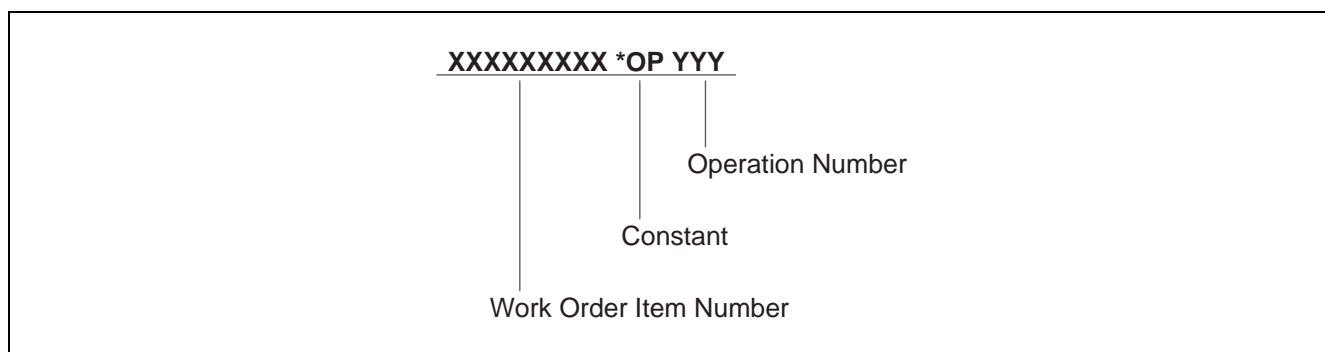 XXXXXXXXX *OP YYY
Operation Number
Constant
Work Order Item Number